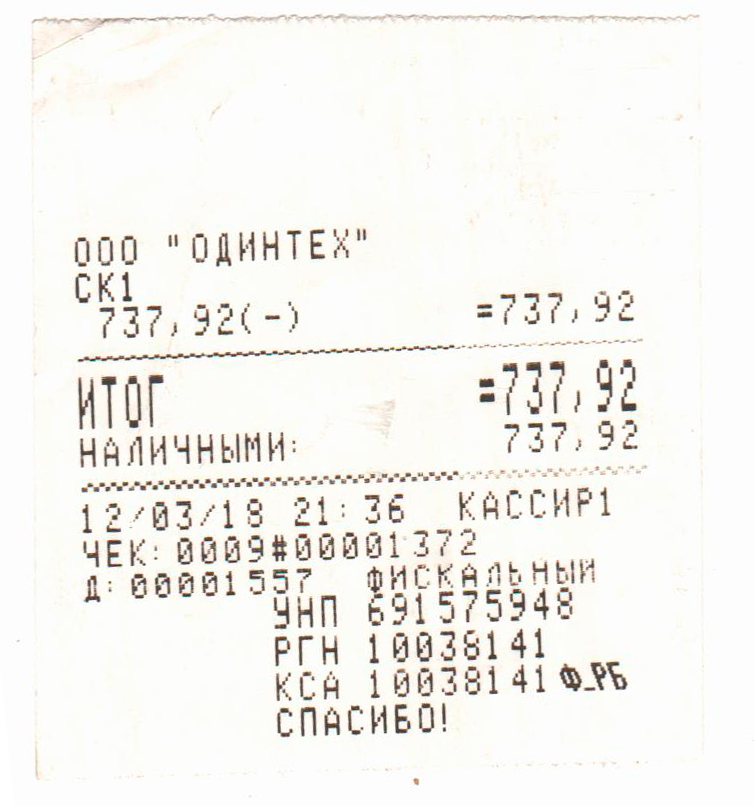 ООО "ОДИНТЕХ"
СК1
737,92(-) =737,92
ИТОГ =737,92
НАЛИЧНЫМИ: 737,92
12/03/18 21:36 КАССИР1
ЧЕК: 0009#00001372
Д: 00001557 ФИСКАЛЬНЫЙ
УНП 691575948
РГН 10038141
КСА 10038141 Ф_РБ
СПАСИБО!